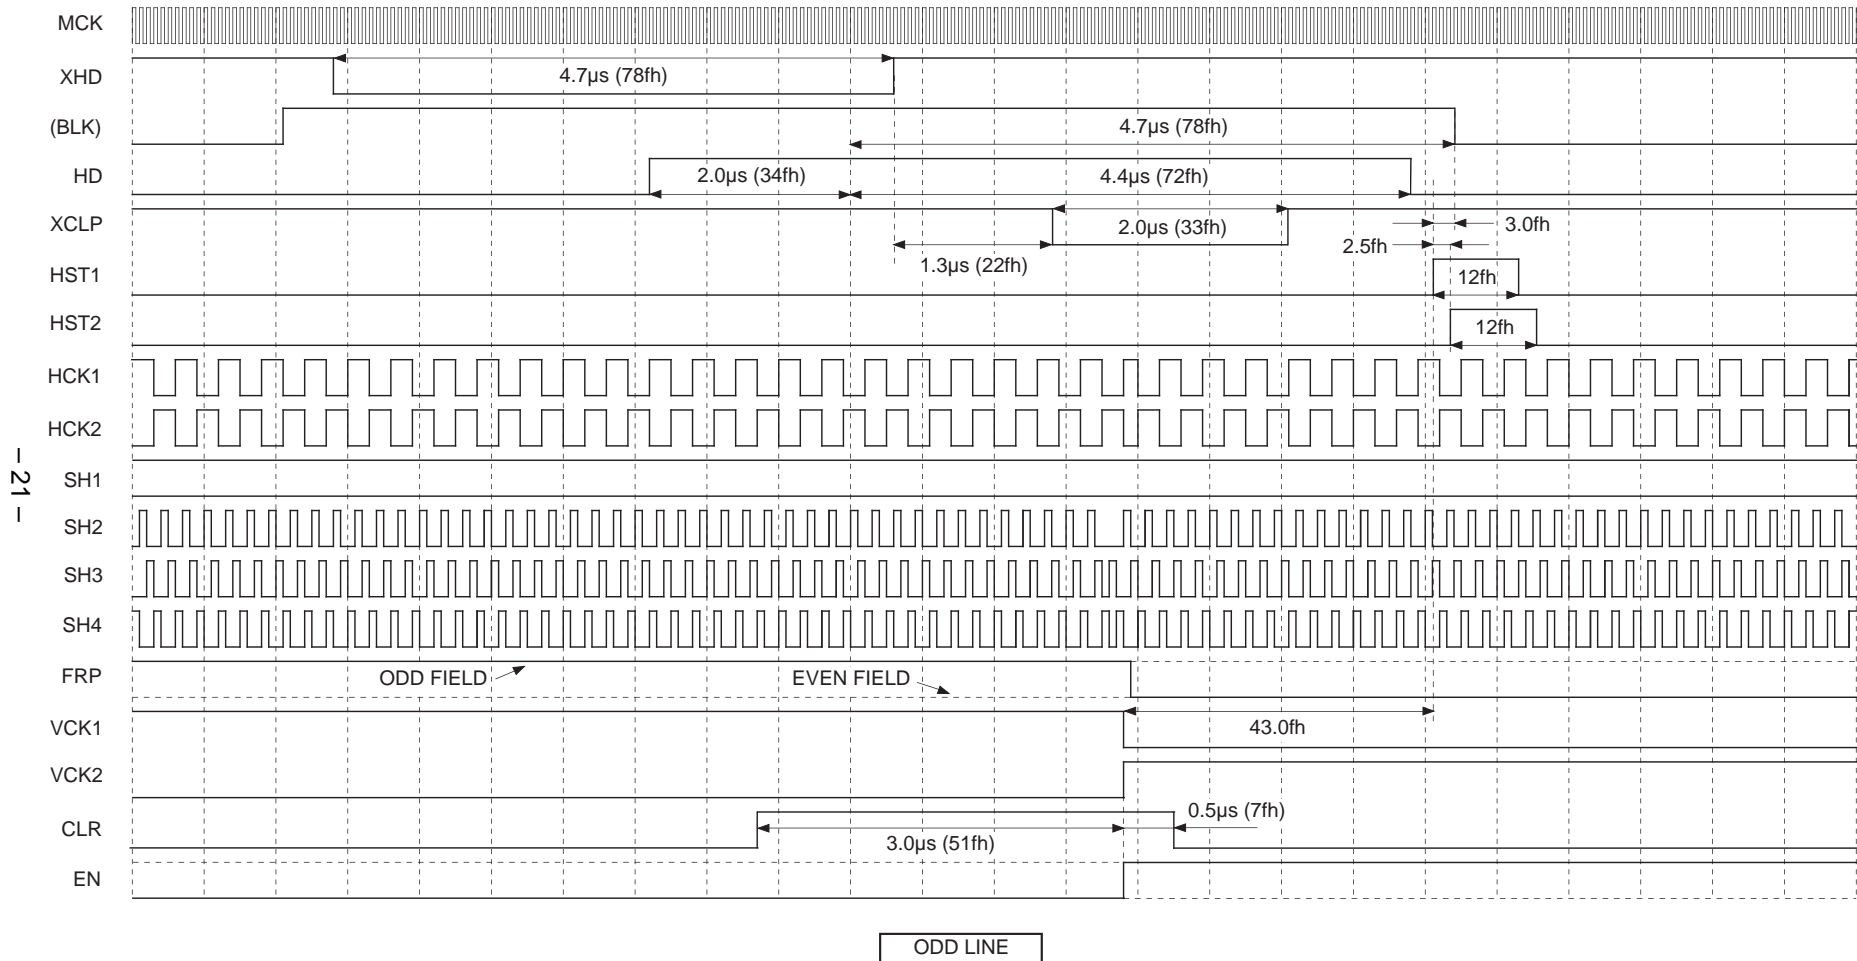 MCK
XHD
4.7µs (78fh)
(BLK)
4.7µs (78fh)
HD
2.0µs (34fh)
4.4µs (72fh)
XCLP
2.0µs (33fh)
3.0fh
2.5fh
1.3µs (22fh)
HST1
12fh
HST2
12fh
HCK1
HCK2
– 21 –
SH1
SH2
SH3
SH4
FRP
ODD FIELD
EVEN FIELD
VCK1
43.0fh
VCK2
CLR
0.5µs (7fh)
3.0µs (51fh)
EN
ODD LINE